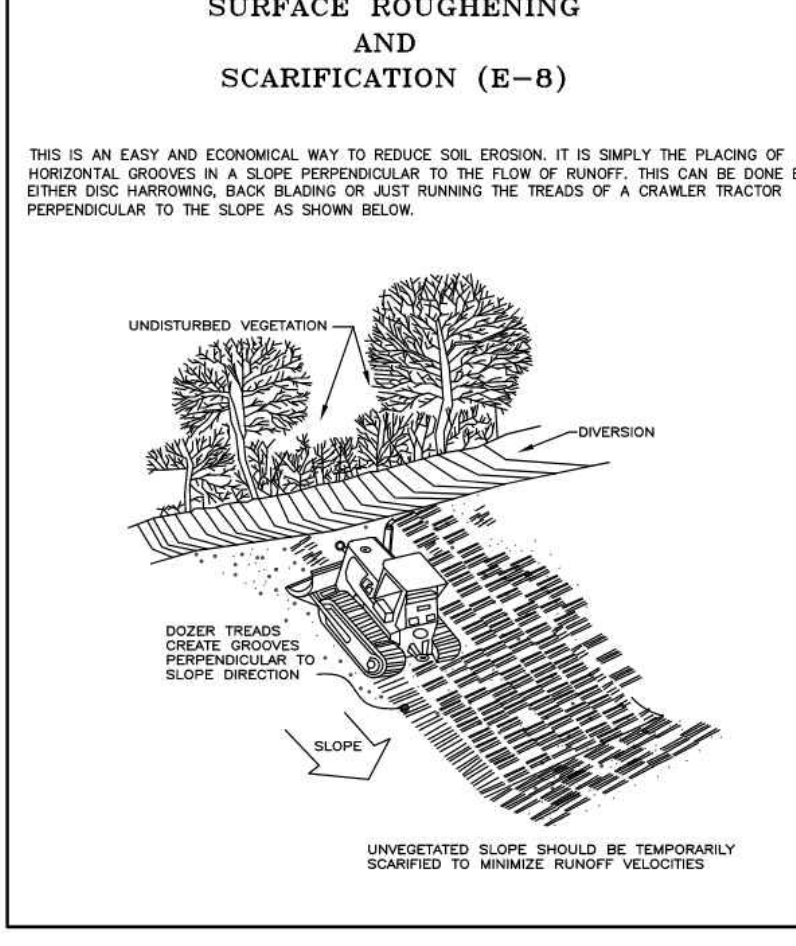 SURFACE ROUGHENING
AND
SCARIFICATION (E-8)
THIS IS AN EASY AND ECONOMICAL WAY TO REDUCE SOIL EROSION. IT IS SIMPLY THE PLACING OF
HORIZONTAL GROOVES IN A SLOPE PERPENDICULAR TO THE FLOW OF RUNOFF. THIS CAN BE DONE
EITHER DISC HARROWING, BACK BLADING OR JUST RUNNING THE TREADS OF A CRAWLER TRACTOR
PERPENDICULAR TO THE SLOPE AS SHOWN BELOW.
UNDISTURBED VEGETATION
DIVERSION
DOZER TREADS
CREATE GROOVES
PERPENDICULAR TO
SLOPE DIRECTION
SLOPE
UNVEGETATED SLOPE SHOULD BE TEMPORARILY
SCARIFIED TO MINIMIZE RUNOFF VELOCITIES